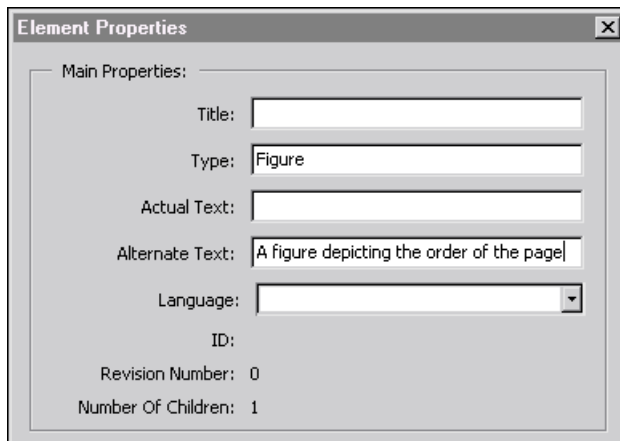 Element Properties
Main Properties:
Title:
Type: Figure
Actual Text:
Alternate Text: A figure depicting the order of the page
Language:
ID:
Revision Number: 0
Number Of Children: 1